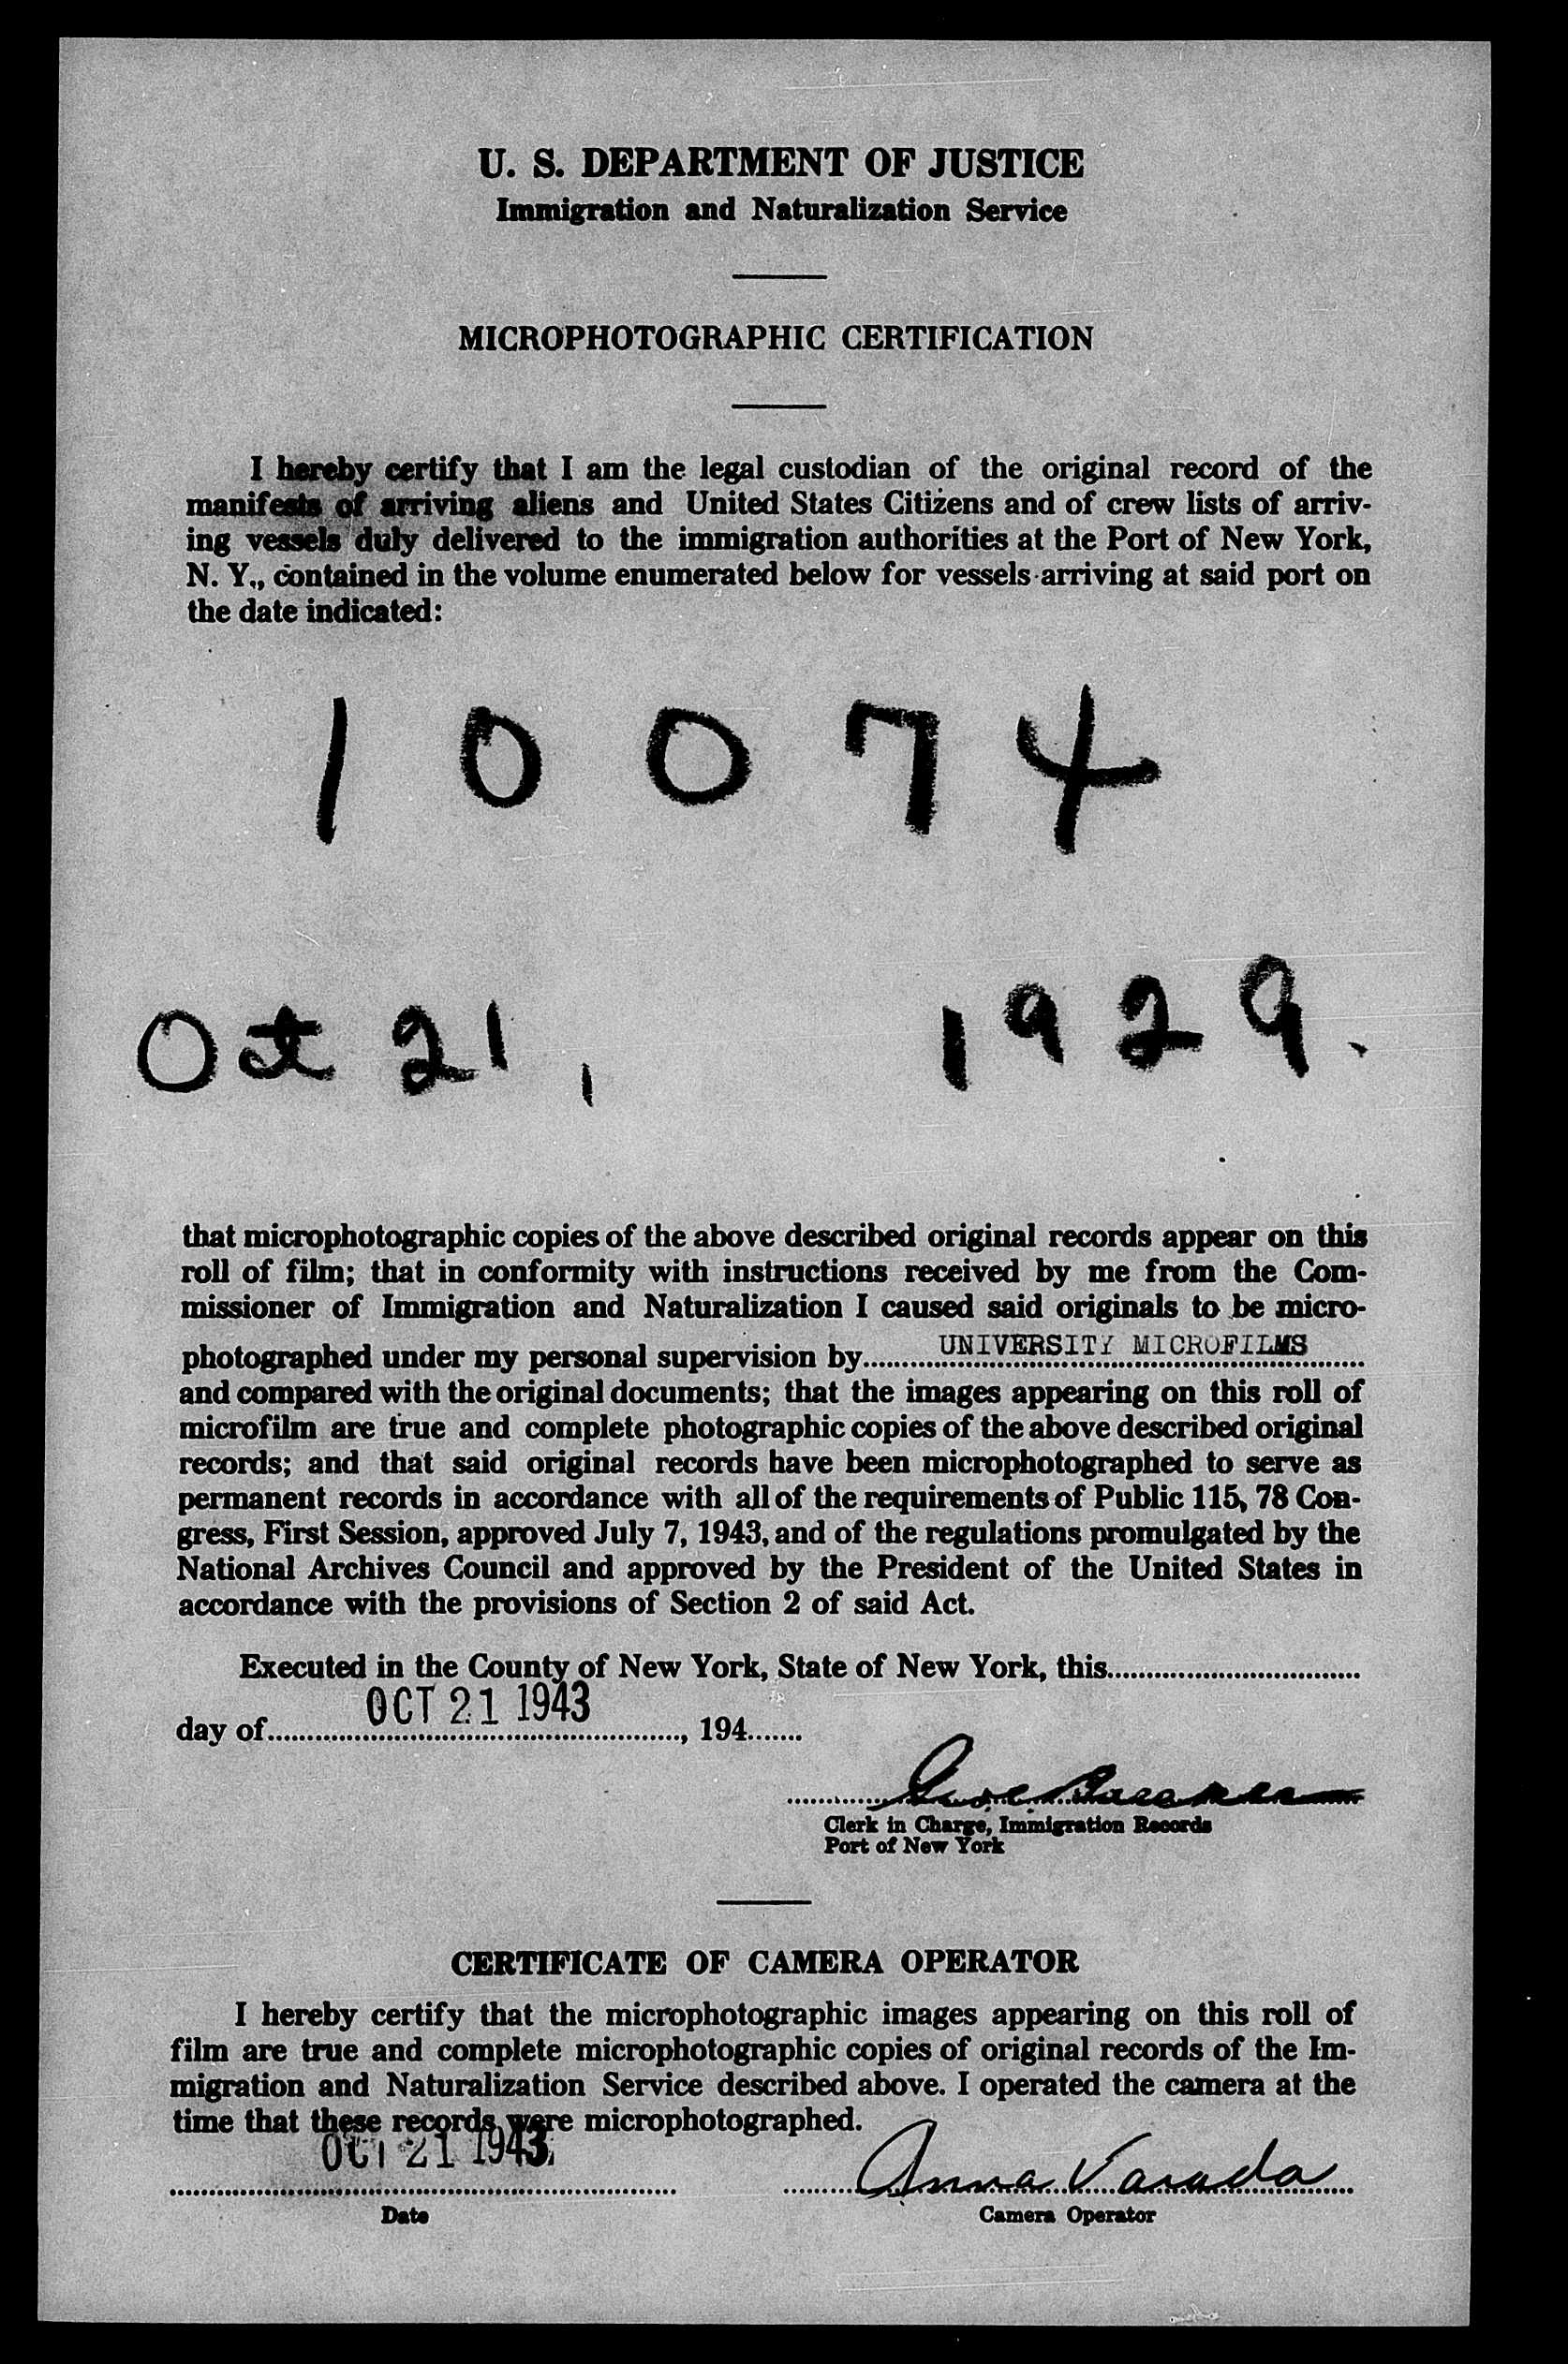 U. S. DEPARTMENT OF JUSTICE
Immigration and Naturalization Service
MICROPHOTOGRAPHIC CERTIFICATION
I hereby certify that I am the legal custodian of the original record of the
manifests of arriving aliens and United States Citizens and of crew lists of arriv-
ing vessels duly delivered to the immigration authorities at the Port of New York,
N. Y., contained in the volume enumerated below for vessels arriving at said port on
the date indicated:
10074
Oct 21, 1929.
that microphotographic copies of the above described original records appear on this
roll of film; that in conformity with instructions received by me from the Com-
missioner of Immigration and Naturalization I caused said originals to be micro-
photographed under my personal supervision by UNIVERSITY MICROFILMS
and compared with the original documents; that the images appearing on this roll of
microfilm are true and complete photographic copies of the above described original
records; and that said original records have been microphotographed to serve as
permanent records in accordance with all of the requirements of Public 115, 78 Con-
gress, First Session, approved July 7, 1943, and of the regulations promulgated by the
National Archives Council and approved by the President of the United States in
accordance with the provisions of Section 2 of said Act.
Executed in the County of New York, State of New York, this
day of OCT 21 1943, 194
Clerk in Charge, Immigration Records
Port of New York
CERTIFICATE OF CAMERA OPERATOR
I hereby certify that the microphotographic images appearing on this roll of
film are true and complete microphotographic copies of original records of the Im-
migration and Naturalization Service described above. I operated the camera at the
time that these records were microphotographed.
OCT 21 1943. Anna Varada
Date Camera Operator